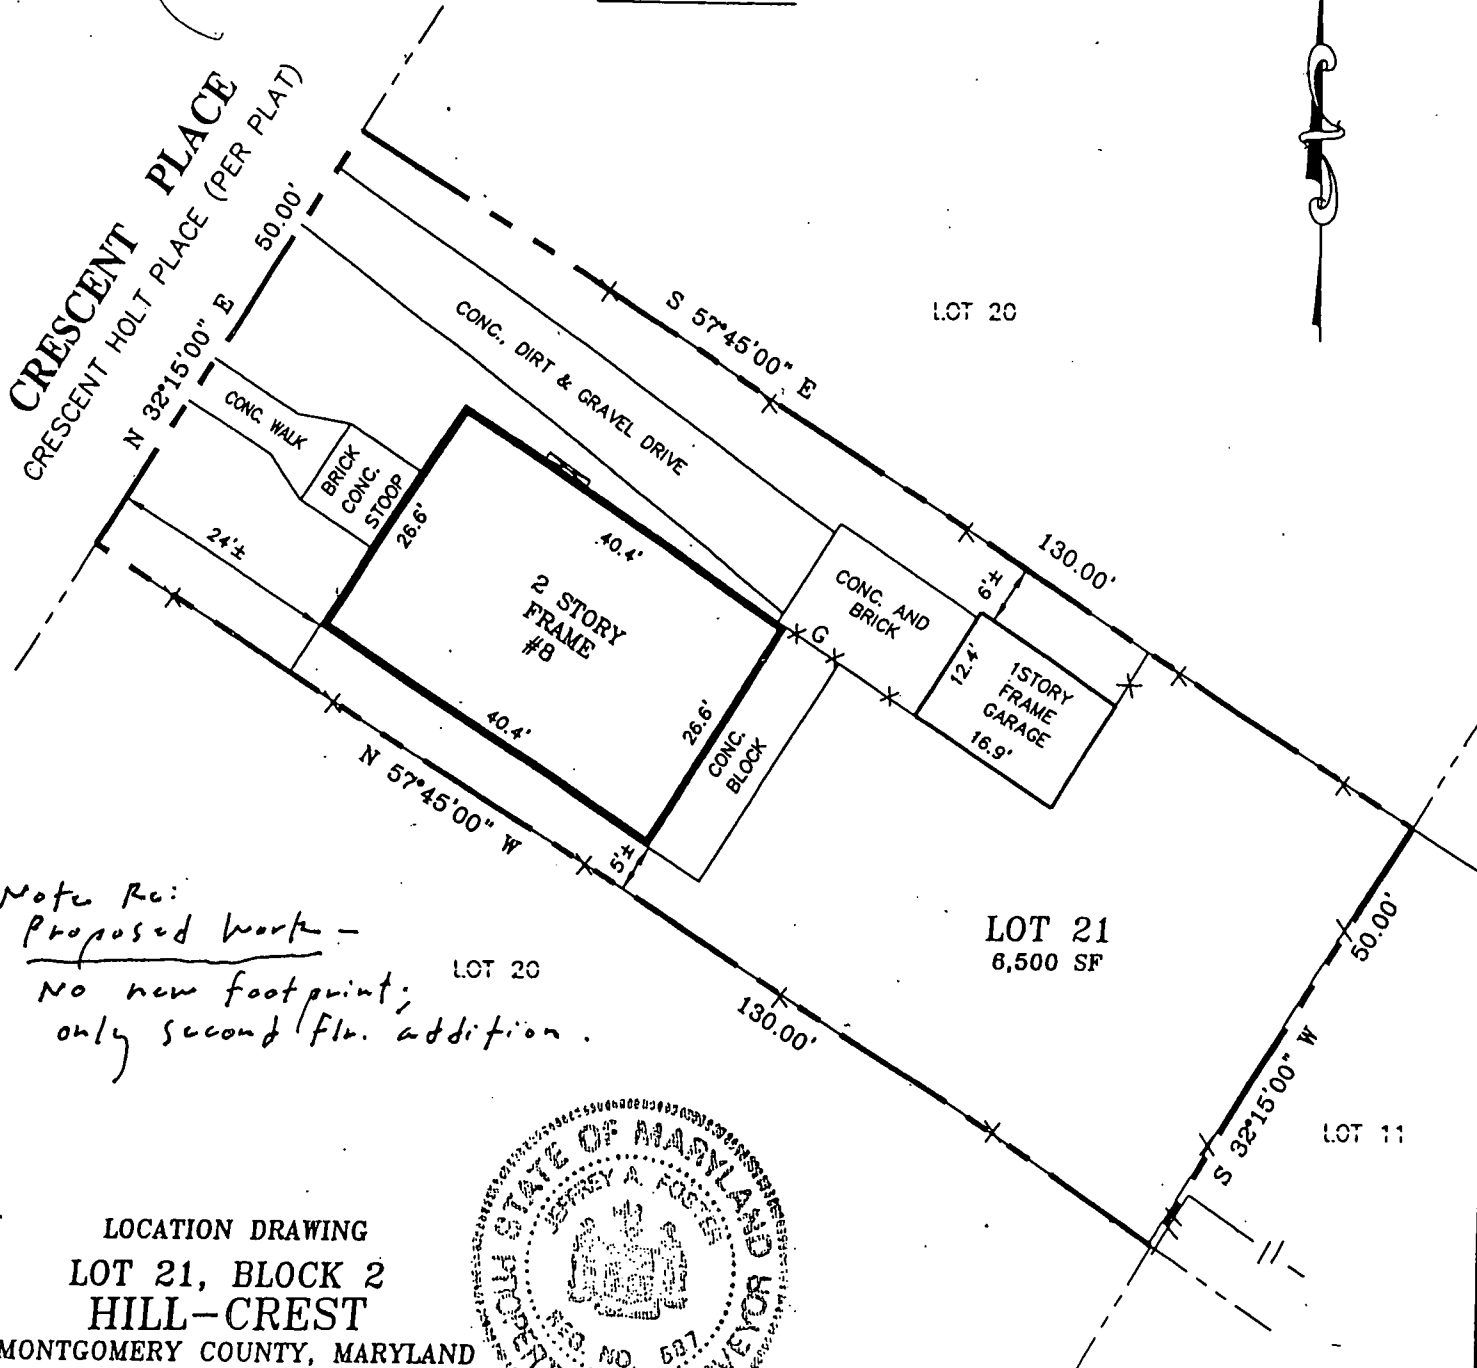 CRESCENT PLACE
CRESCENT HOLT PLACE (PER PLAT)
50.00'
N 32°15'00" E
S 57°45'00" E
130.00'
LOT 20
CONC., DIRT & GRAVEL DRIVE
CONC. WALK
BRICK
CONC.
STOOP
24'±
26.6'
40.4'
2 STORY
FRAME
#8
40.4'
26.6'
G
CONC. AND
BRICK
6'±
12.4'
1STORY
FRAME
GARAGE
16.9'
CONC.
BLOCK
5'±
N 57°45'00" W
130.00'
LOT 21
6,500 SF
50.00'
S 32°15'00" W
LOT 11
LOT 20
Note Re:
Proposed Work –
No new footprint;
only second flr. addition.
LOCATION DRAWING
LOT 21, BLOCK 2
HILL–CREST
MONTGOMERY COUNTY, MARYLAND
STATE OF MARYLAND
JEFFREY A. FOSTER
REG. NO. 587